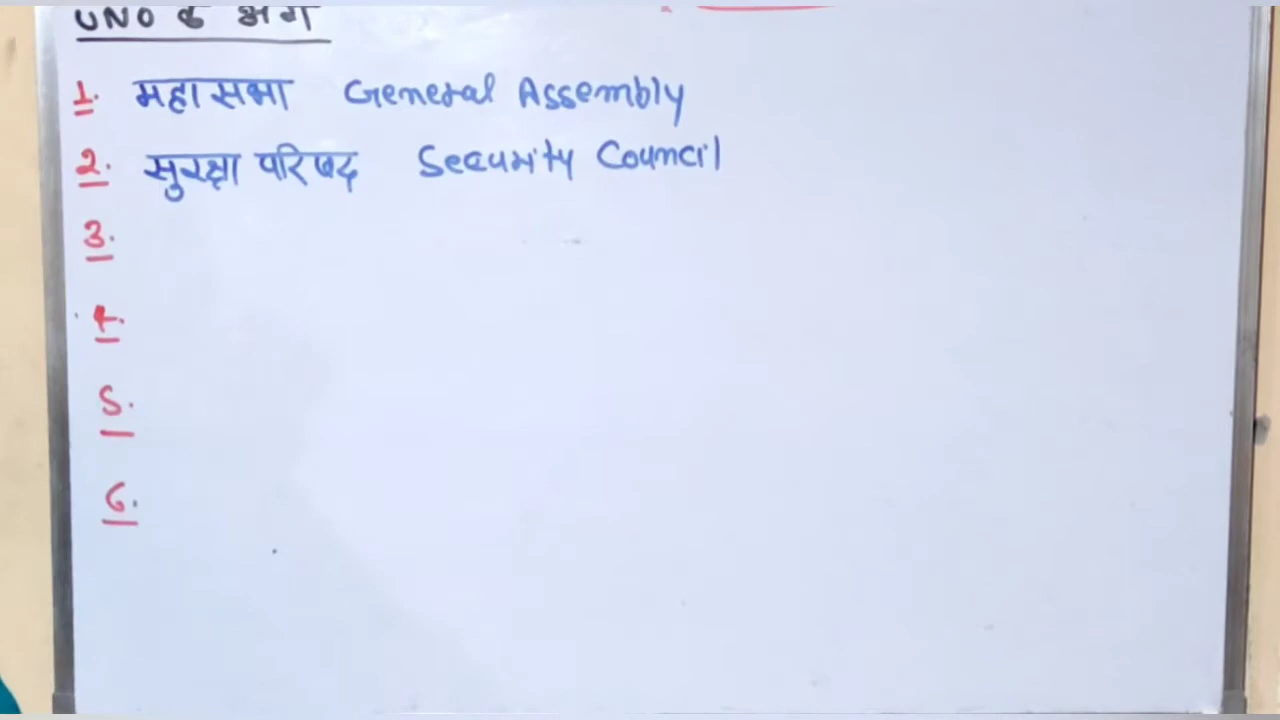 UNO के अंग
1. महासभा General Assembly
2. सुरक्षा परिषद Security Council
3.
4.
5.
6.